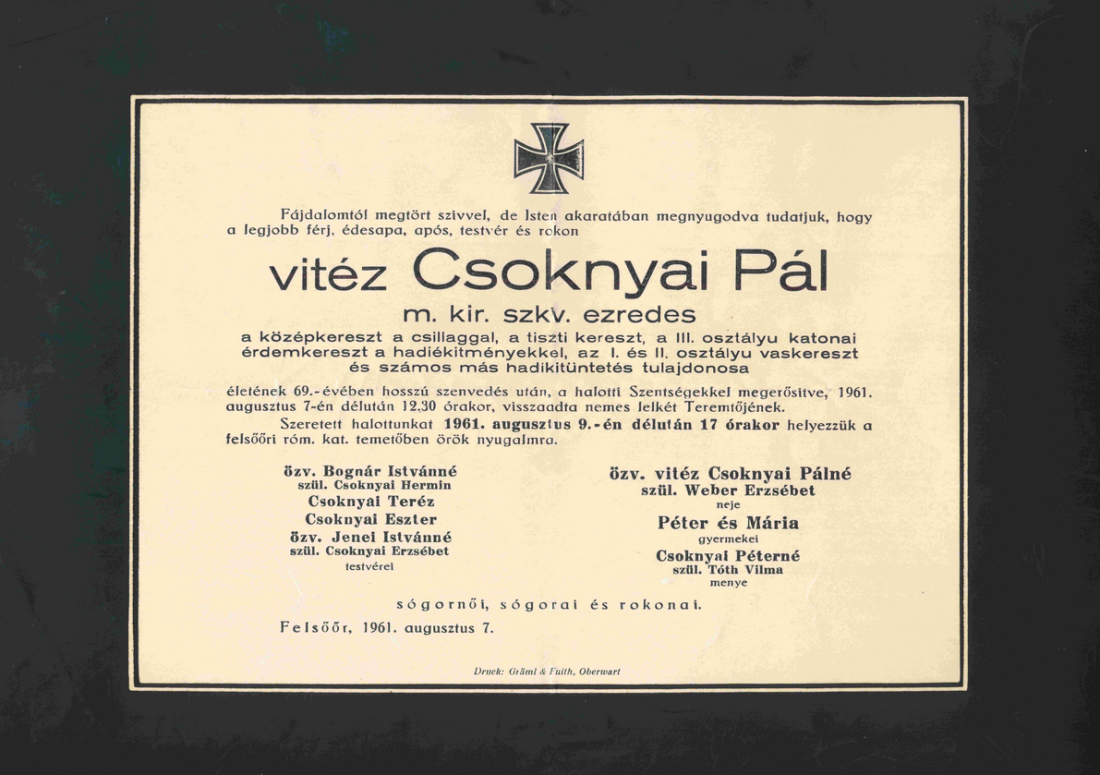 Fájdalomtól megtört szivvel, de Isten akaratában megnyugodva tudatjuk, hogy
a legjobb férj, édesapa, após, testvér és rokon
vitéz Csoknyai Pál
m. kir. szkv. ezredes
a középkereszt a csillaggal, a tiszti kereszt, a III. osztályu katonai
érdemkereszt a hadiékitményekkel, az I. és II. osztályu vaskereszt
és számos más hadikitüntetés tulajdonosa
életének 69.-évében hosszú szenvedés után, a halotti Szentségekkel megerősitve, 1961.
augusztus 7-én délután 12.30 órakor, visszaadta nemes lelkét Teremtőjének.
Szeretett halottunkat 1961. augusztus 9.-én délután 17 órakor helyezzük a
felsőőri róm. kat. temetőben örök nyugalmra.
özv. Bognár Istvánné
szül. Csoknyai Hermin
Csoknyai Teréz
Csoknyai Eszter
özv. Jenei Istvánné
szül. Csoknyai Erzsébet
testvérei
özv. vitéz Csoknyai Pálné
szül. Weber Erzsébet
neje
Péter és Mária
gyermekei
Csoknyai Péterné
szül. Tóth Vilma
menye
sógornői, sógorai és rokonai.
Felsőőr, 1961. augusztus 7.
Druck: Gräml & Fuith, Oberwart